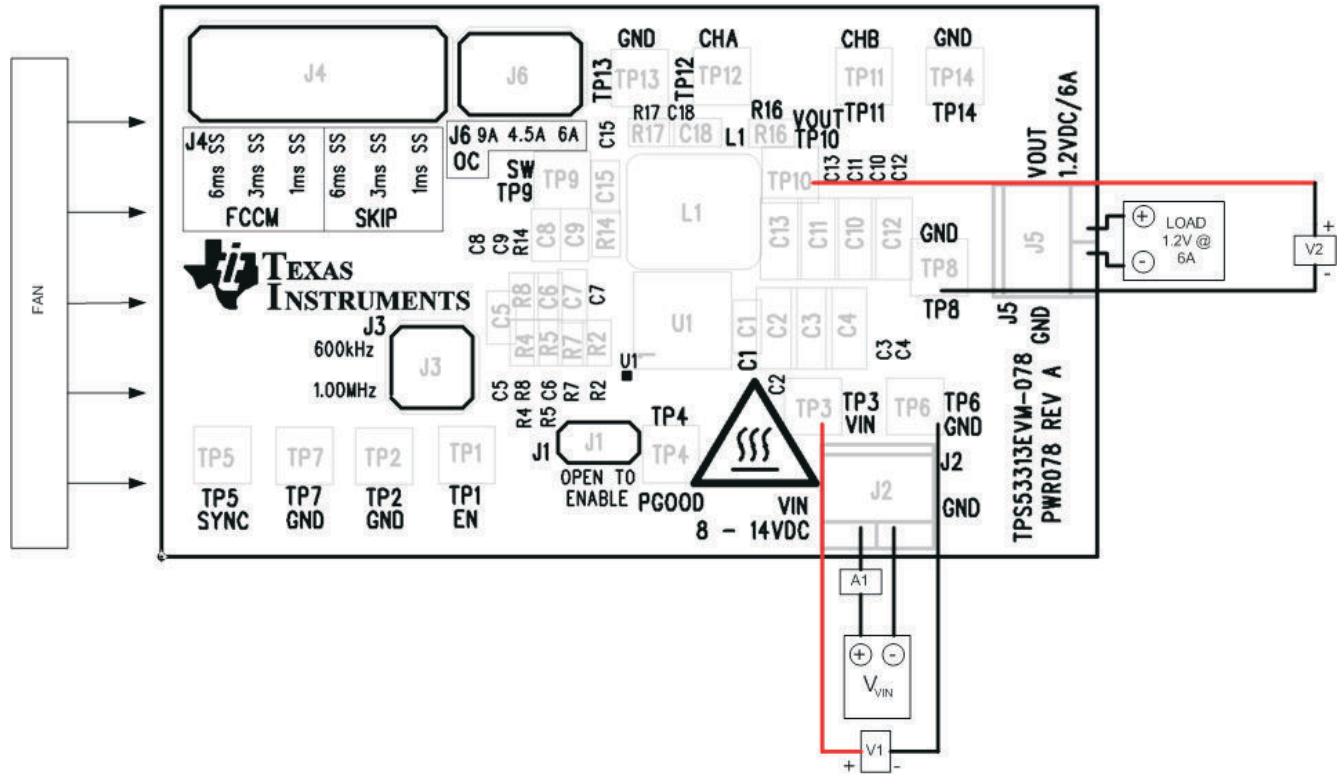 GND CHA CHB GND
J4 J6 TP13 TP13 TP12 TP12 TP11 TP14
TP11 TP14
J4 6ms SS 3ms SS 1ms SS 6ms SS 3ms SS 1ms SS
FCCM SKIP
J6 9A 4.5A 6A
OC
R17 C18 R16
C15 R17 C18 L1 R16 VOUT
TP10
SW
TP9 TP9 C15 L1 TP10 C13 C11 C10 C12
C8 C9 R14 C8 C9 R14 C13 C11 C10 C12
VOUT
1.2VDC/6A
J5
LOAD
1.2V @
6A
+ -
+
V2
-
GND
TP8
TP8
J5
GND
FAN
TEXAS
INSTRUMENTS
J3
600kHz
1.00MHz
J3
C5 R8 C6 C7 C7
R4 R5 R7 R2
U1
U1
C1 C2 C3 C4
C1
C3 C4
C2
C5 R8 C6 R7 R2
R4 R5
TP3 TP3
VIN
TP6 TP6
GND
TP5 TP7 TP2 TP1
TP5
SYNC
TP7
GND
TP2
GND
TP1
EN
J1 J1
OPEN TO
ENABLE
TP4
TP4
PGOOD
VIN
8 - 14VDC
J2
J2
GND
TPS53313EVM-078
PWR078 REV A
A1
+ -
VVIN
+ V1 -